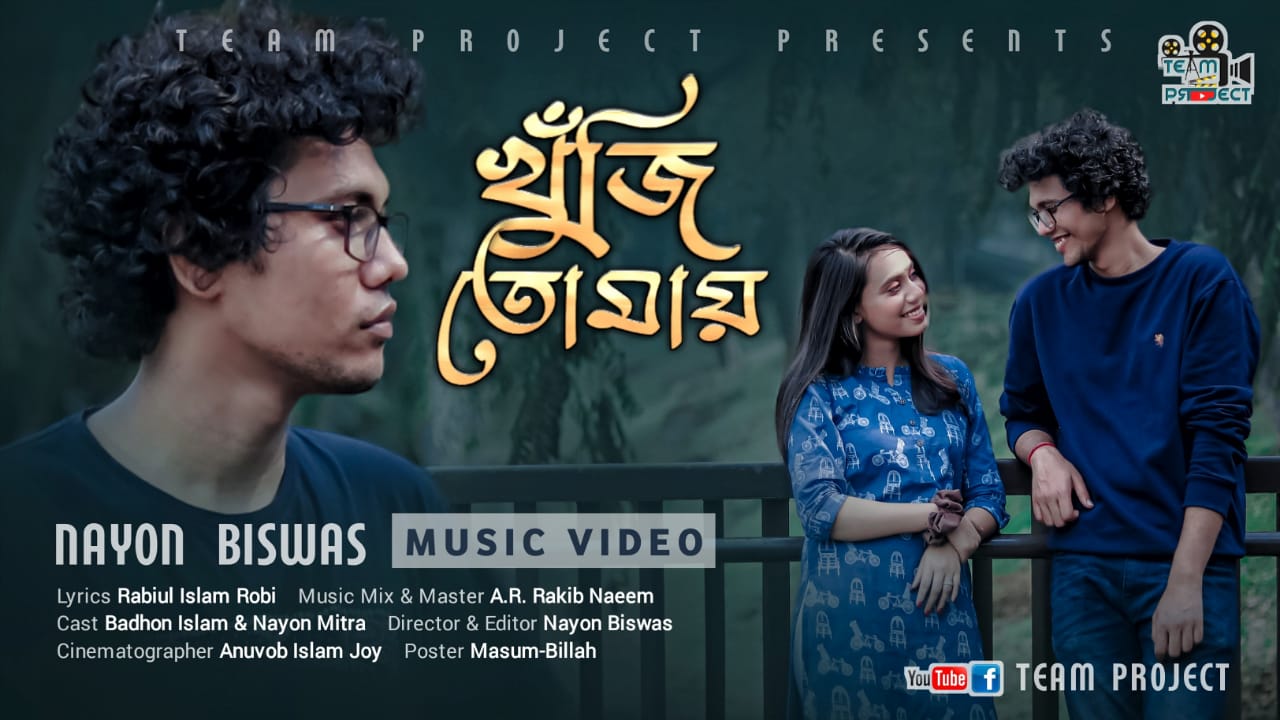 TEAM PROJECT PRESENTS
TEAM
PROJECT
খুঁজি
তোমায়
NAYON BISWAS MUSIC VIDEO
Lyrics Rabiul Islam Robi Music Mix & Master A.R. Rakib Naeem
Cast Badhon Islam & Nayon Mitra Director & Editor Nayon Biswas
Cinematographer Anuvob Islam Joy Poster Masum-Billah
YouTube f TEAM PROJECT